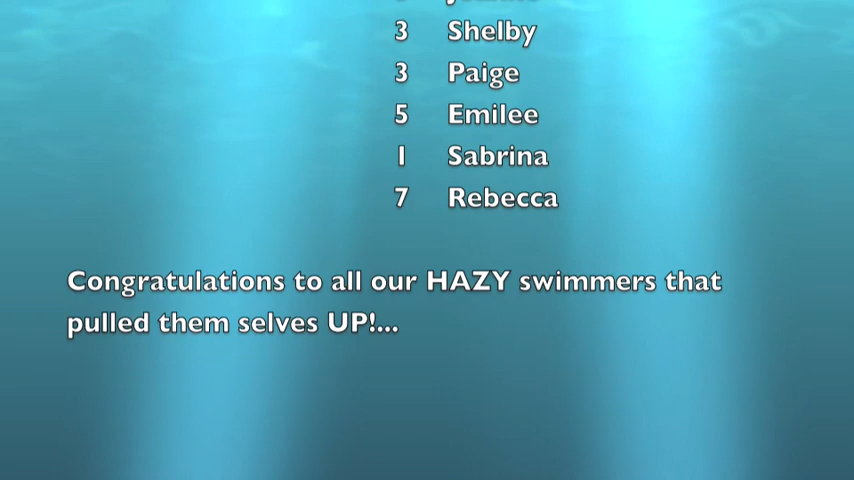 3 Shelby
3 Paige
5 Emilee
1 Sabrina
7 Rebecca
Congratulations to all our HAZY swimmers that
pulled them selves UP!...